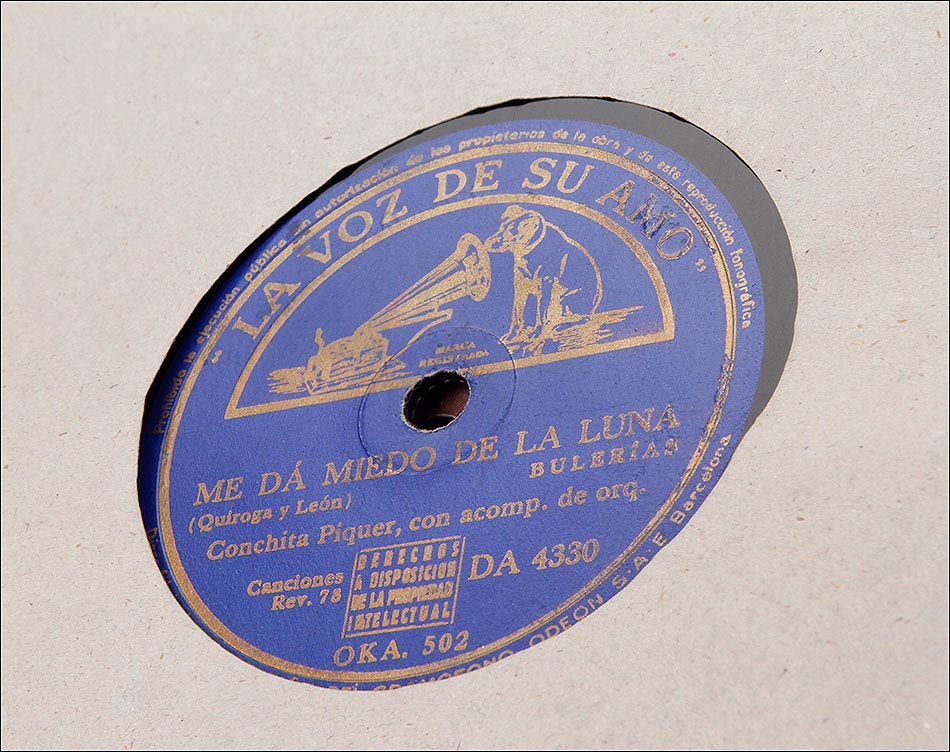 Prohibida la ejecución pública sin autorización de los propietarios de la obra y de esta reproducción fonográfica
"LA VOZ DE SU AMO"
MARCA
REGISTRADA
ME DÁ MIEDO DE LA LUNA
BULERÍAS
(Quiroga y León)
Conchita Piquer, con acomp. de orq.
Canciones
Rev. 78
DERECHOS
A DISPOSICION
DE LA PROPIEDAD
INTELECTUAL
DA 4330
OKA. 502
GRAMÓFONO ODEÓN S.A.E. Barcelona